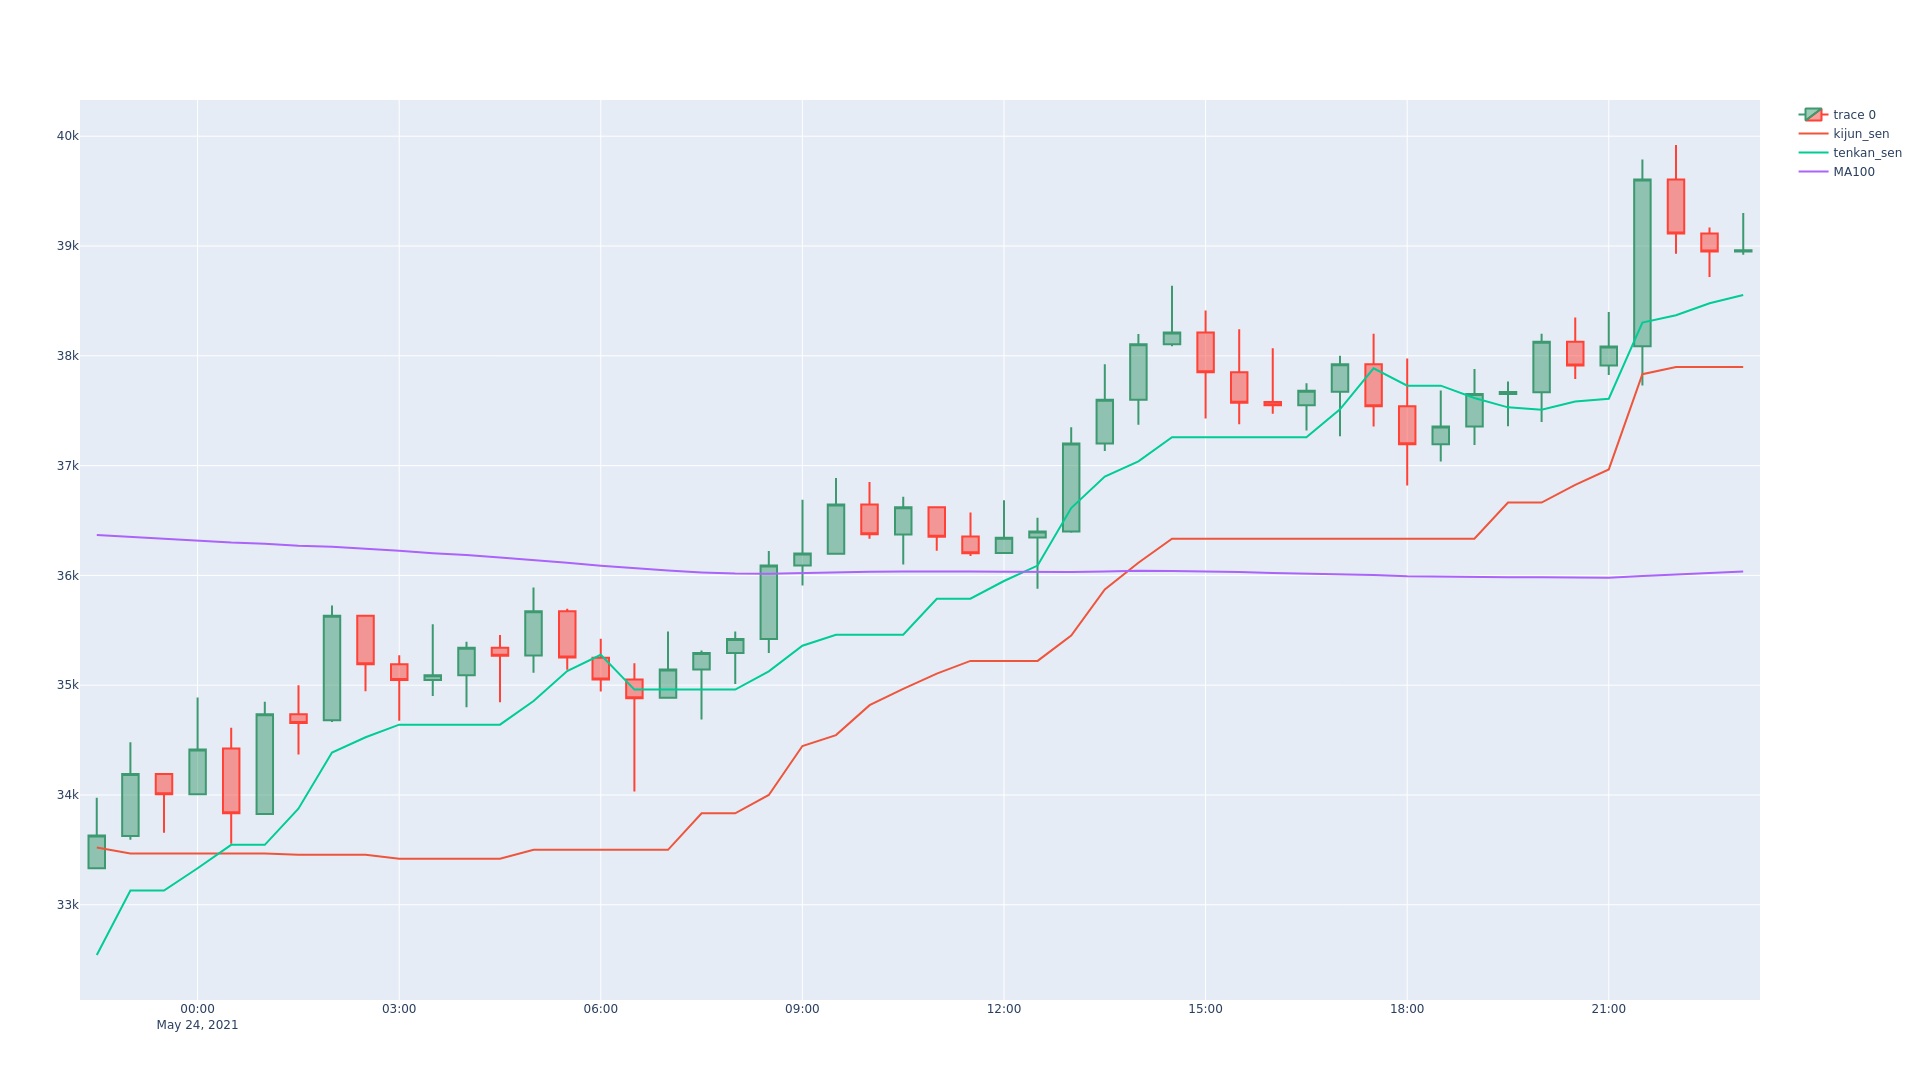 40k
39k
38k
37k
36k
35k
34k
33k
00:00
May 24, 2021
03:00
06:00
09:00
12:00
15:00
18:00
21:00
trace 0
kijun_sen
tenkan_sen
MA100